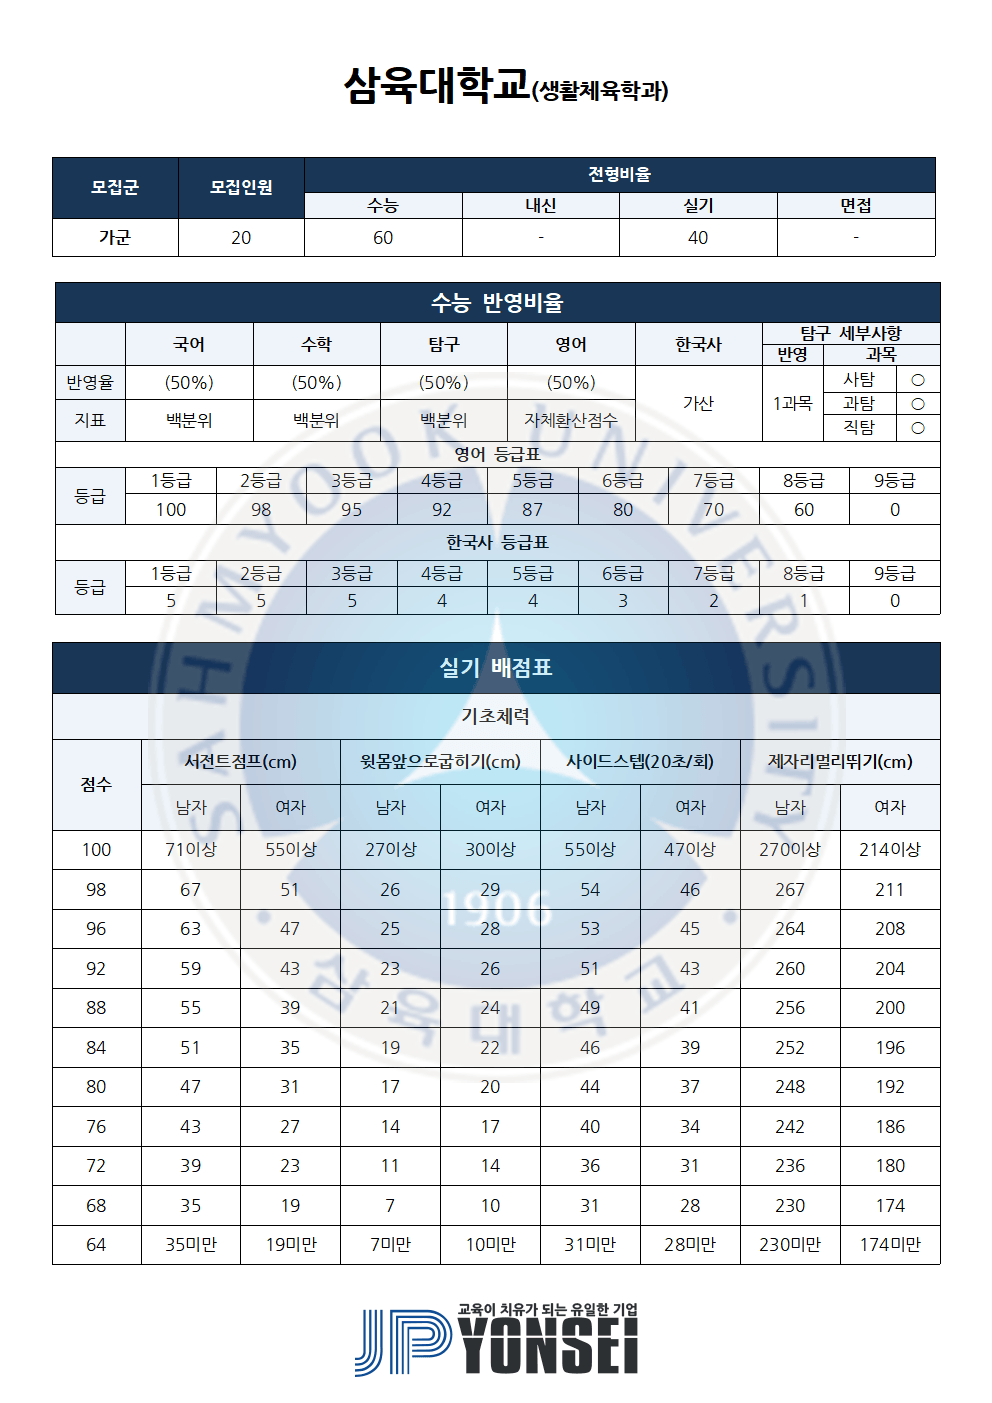 삼육대학교(생활체육학과)
모집군 모집인원 전형비율
수능 내신 실기 면접
가군 20 60 - 40 -
수능 반영비율
국어 수학 탐구 영어 한국사 탐구 세부사항
반영 과목
반영율 (50%) (50%) (50%) (50%) 가산 1과목 사탐 ○
과탐 ○
지표 백분위 백분위 백분위 자체환산점수 직탐 ○
영어 등급표
등급 1등급 2등급 3등급 4등급 5등급 6등급 7등급 8등급 9등급
100 98 95 92 87 80 70 60 0
한국사 등급표
등급 1등급 2등급 3등급 4등급 5등급 6등급 7등급 8등급 9등급
5 5 5 4 4 3 2 1 0
실기 배점표
기초체력
점수 서전트점프(cm) 윗몸앞으로굽히기(cm) 사이드스텝(20초/회) 제자리멀리뛰기(cm)
남자 여자 남자 여자 남자 여자 남자 여자
100 71이상 55이상 27이상 30이상 55이상 47이상 270이상 214이상
98 67 51 26 29 54 46 267 211
96 63 47 25 28 53 45 264 208
92 59 43 23 26 51 43 260 204
88 55 39 21 24 49 41 256 200
84 51 35 19 22 46 39 252 196
80 47 31 17 20 44 37 248 192
76 43 27 14 17 40 34 242 186
72 39 23 11 14 36 31 236 180
68 35 19 7 10 31 28 230 174
64 35미만 19미만 7미만 10미만 31미만 28미만 230미만 174미만
SAHMYOOK UNIVERSITY
1906
삼육대학교
교육이 치유가 되는 유일한 기업
JP YONSEI